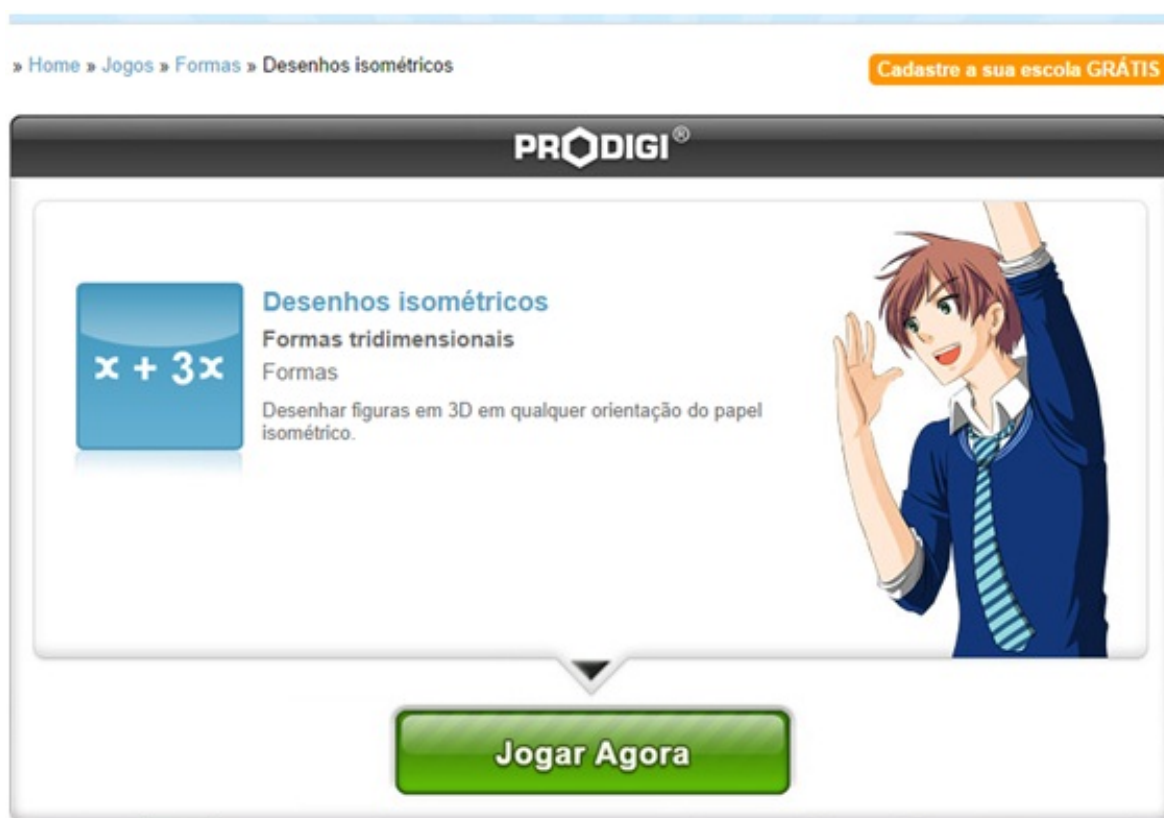 » Home » Jogos » Formas » Desenhos isométricos
Cadastre a sua escola GRÁTIS
PRODIGI®
x + 3x
Desenhos isométricos
Formas tridimensionais
Formas
Desenhar figuras em 3D em qualquer orientação do papel
isométrico.
Jogar Agora